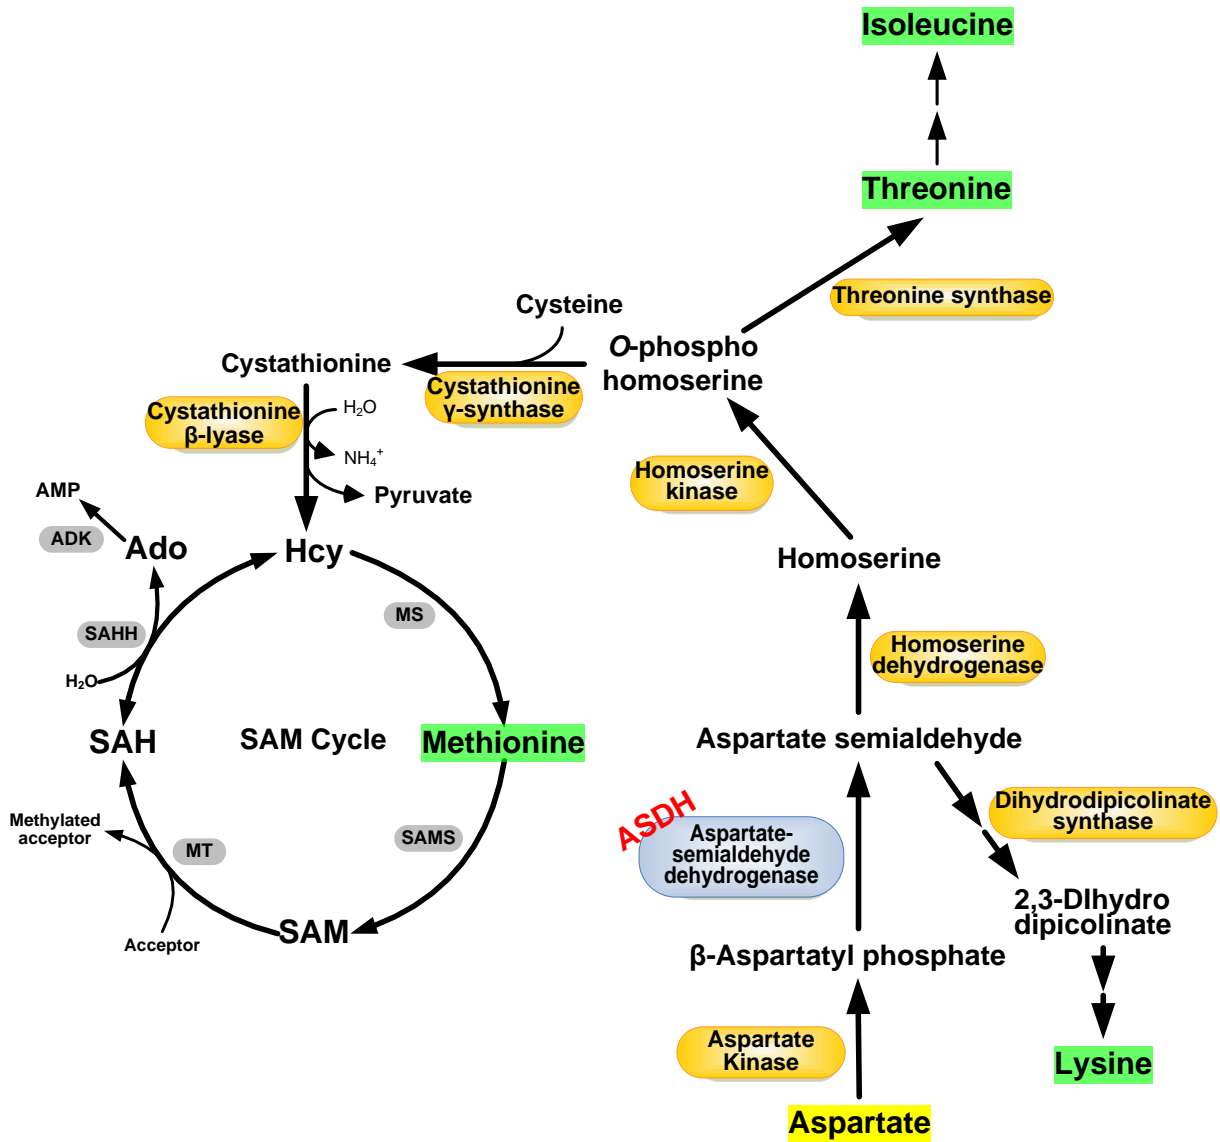 Isoleucine
Threonine
Threonine synthase
Cysteine
O-phospho
homoserine
Cystathionine
Cystathionine
γ-synthase
Cystathionine
β-lyase
H₂O
NH₄⁺
Pyruvate
Homoserine
kinase
AMP
ADK
Ado
Hcy
Homoserine
MS
SAHH
H₂O
Homoserine
dehydrogenase
SAH
SAM Cycle
Methionine
Aspartate semialdehyde
Methylated
acceptor
MT
SAMS
ASDH
Aspartate-
semialdehyde
dehydrogenase
Dihydrodipicolinate
synthase
2,3-DIhydro
dipicolinate
SAM
Acceptor
β-Aspartatyl phosphate
Aspartate
Kinase
Lysine
Aspartate